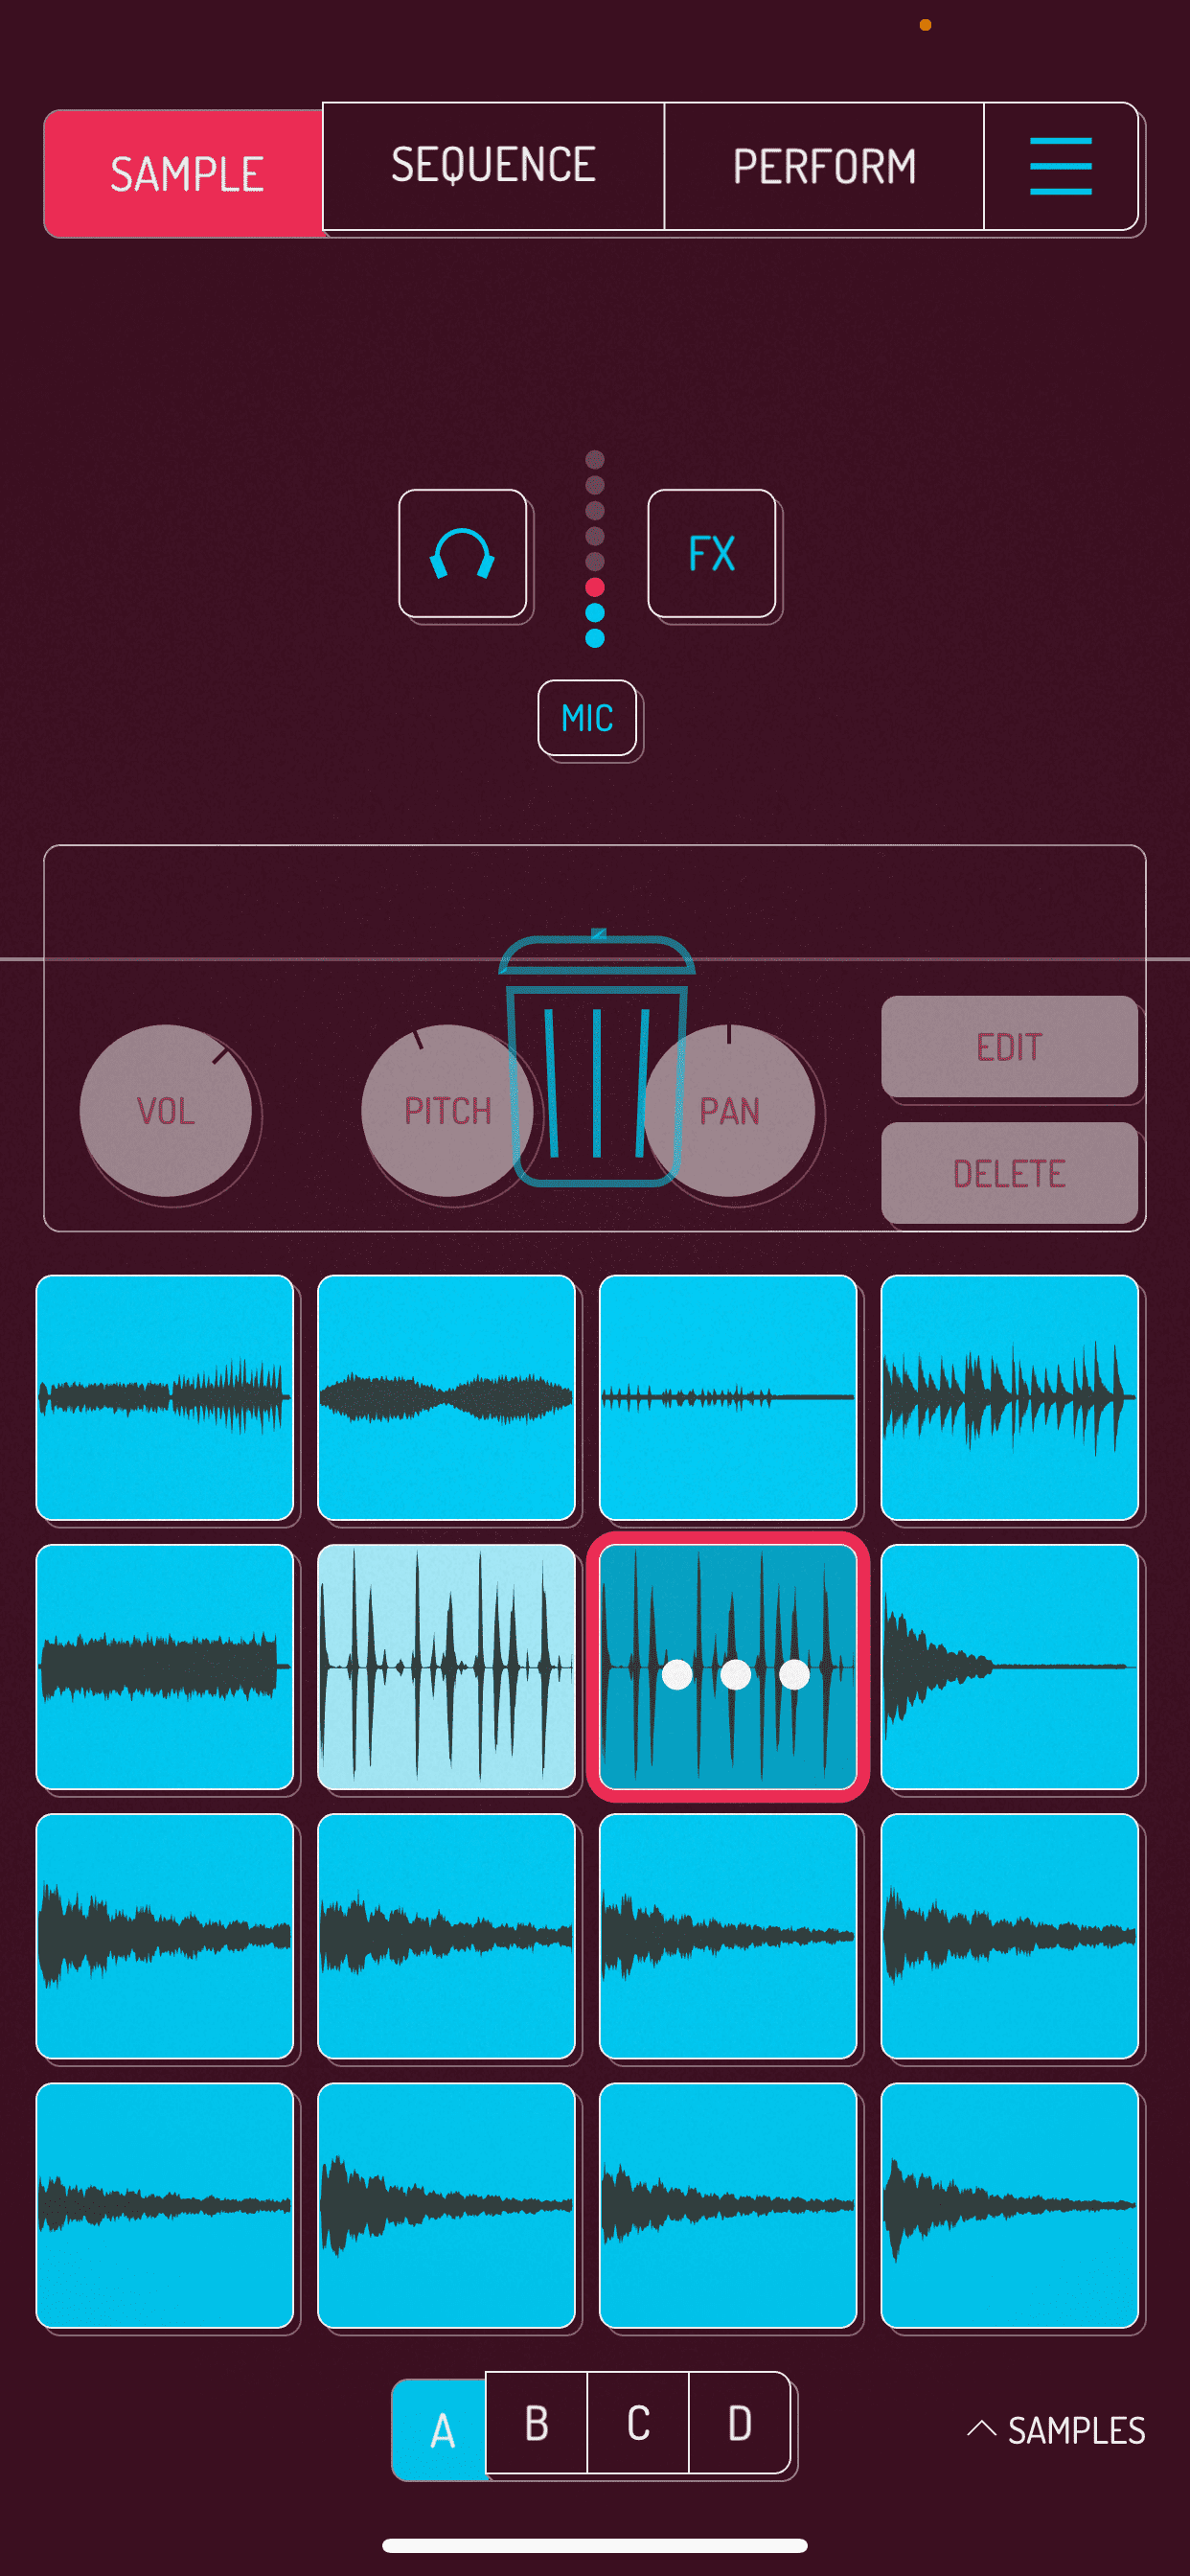 SAMPLE
SEQUENCE
PERFORM
FX
MIC
VOL
PITCH
PAN
EDIT
DELETE
A
B
C
D
SAMPLES